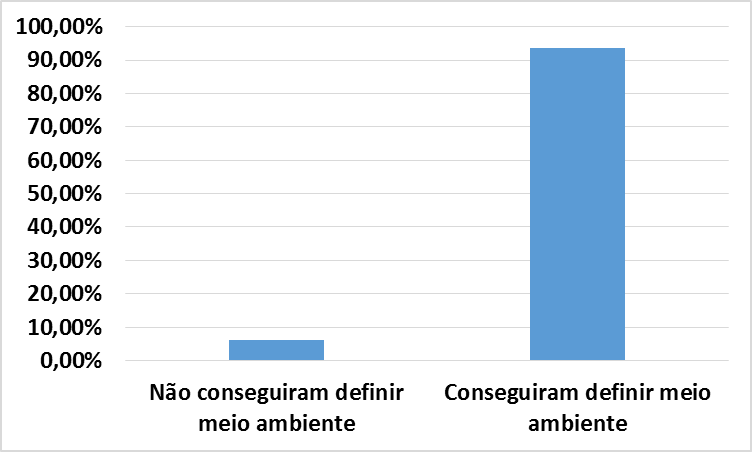 100,00%
90,00%
80,00%
70,00%
60,00%
50,00%
40,00%
30,00%
20,00%
10,00%
0,00%
Não conseguiram definir
meio ambiente
Conseguiram definir meio
ambiente